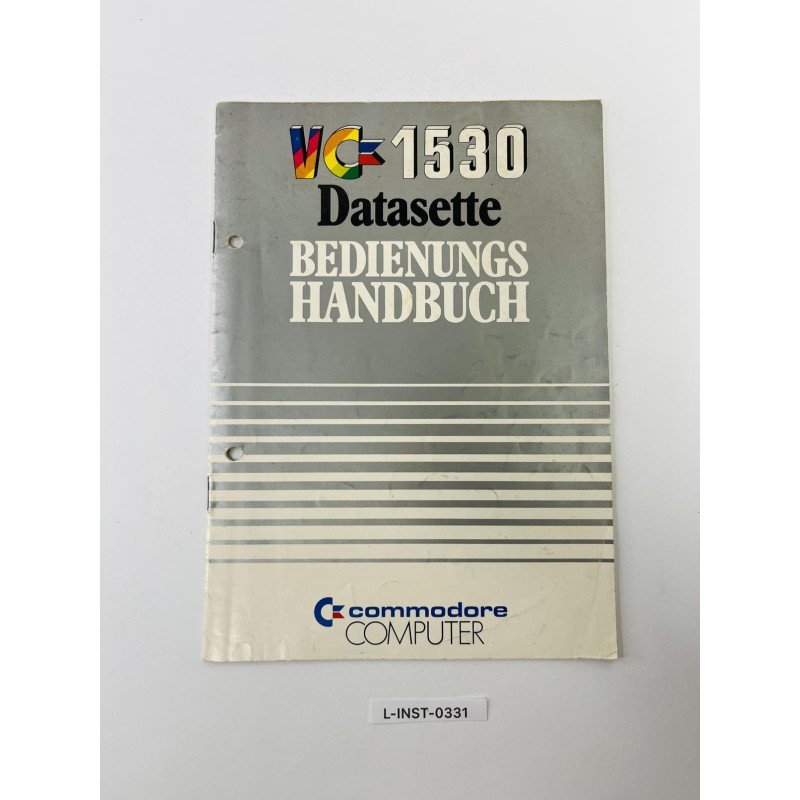 VC 1530
Datasette
BEDIENUNGS
HANDBUCH
commodore
COMPUTER
L-INST-0331